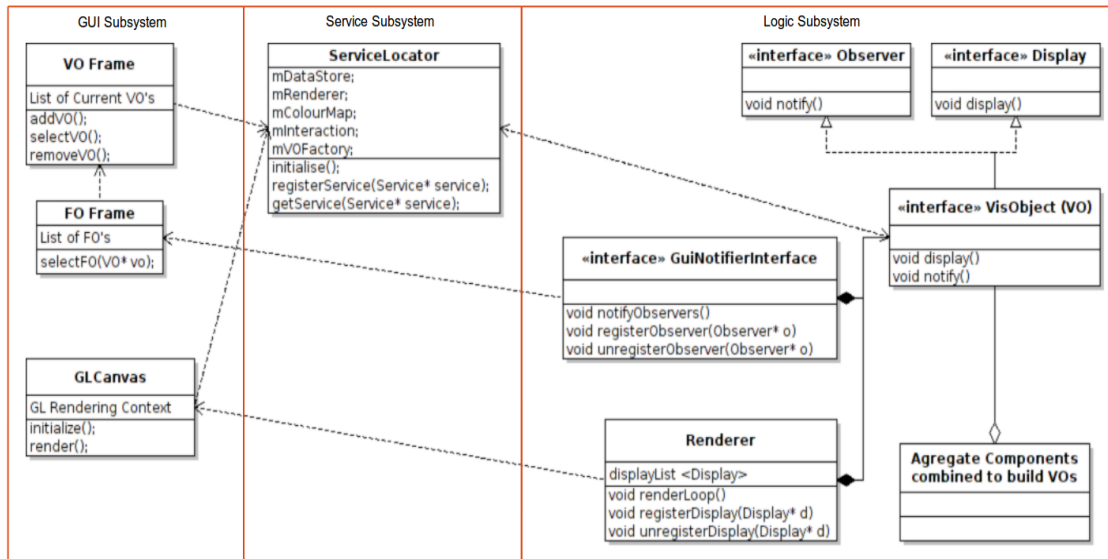 GUI Subsystem
Service Subsystem
Logic Subsystem
VO Frame
List of Current VO's
addVO();
selectVO();
removeVO();
FO Frame
List of FO's
selectFO(VO* vo);
GLCanvas
GL Rendering Context
initialize();
render();
ServiceLocator
mDataStore;
mRenderer;
mColourMap;
mInteraction;
mVOFactory;
initialise();
registerService(Service* service);
getService(Service* service);
«interface» Observer
void notify()
«interface» Display
void display()
«interface» VisObject (VO)
void display()
void notify()
«interface» GuiNotifierInterface
void notifyObservers()
void registerObserver(Observer* o)
void unregisterObserver(Observer* o)
Renderer
displayList <Display>
void renderLoop()
void registerDisplay(Display* d)
void unregisterDisplay(Display* d)
Agregate Components
combined to build VOs